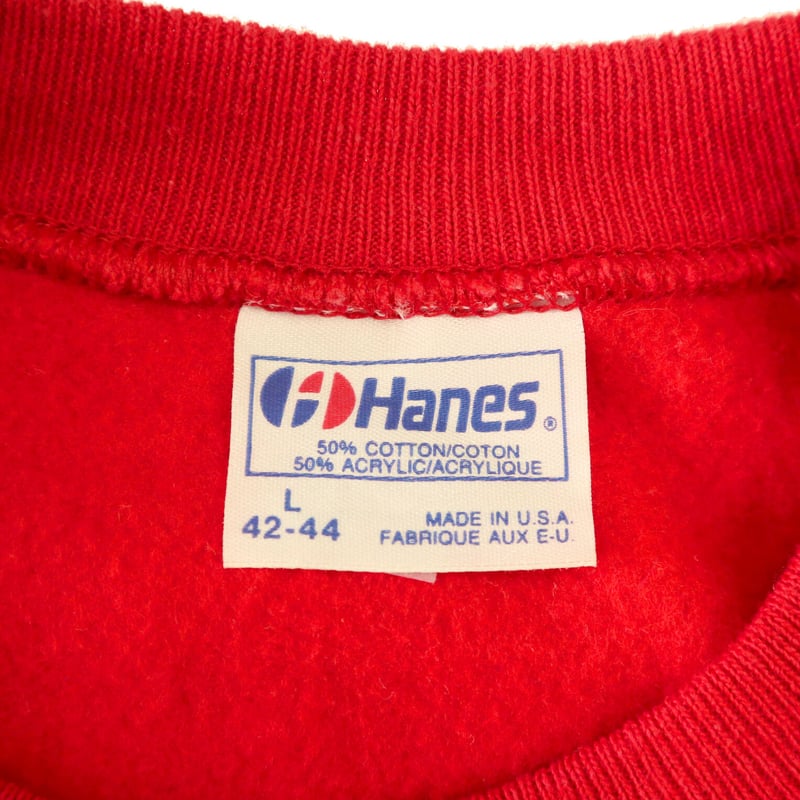 Hanes®
50% COTTON/COTON
50% ACRYLIC/ACRYLIQUE
L
42-44
MADE IN U.S.A.
FABRIQUE AUX E-U.